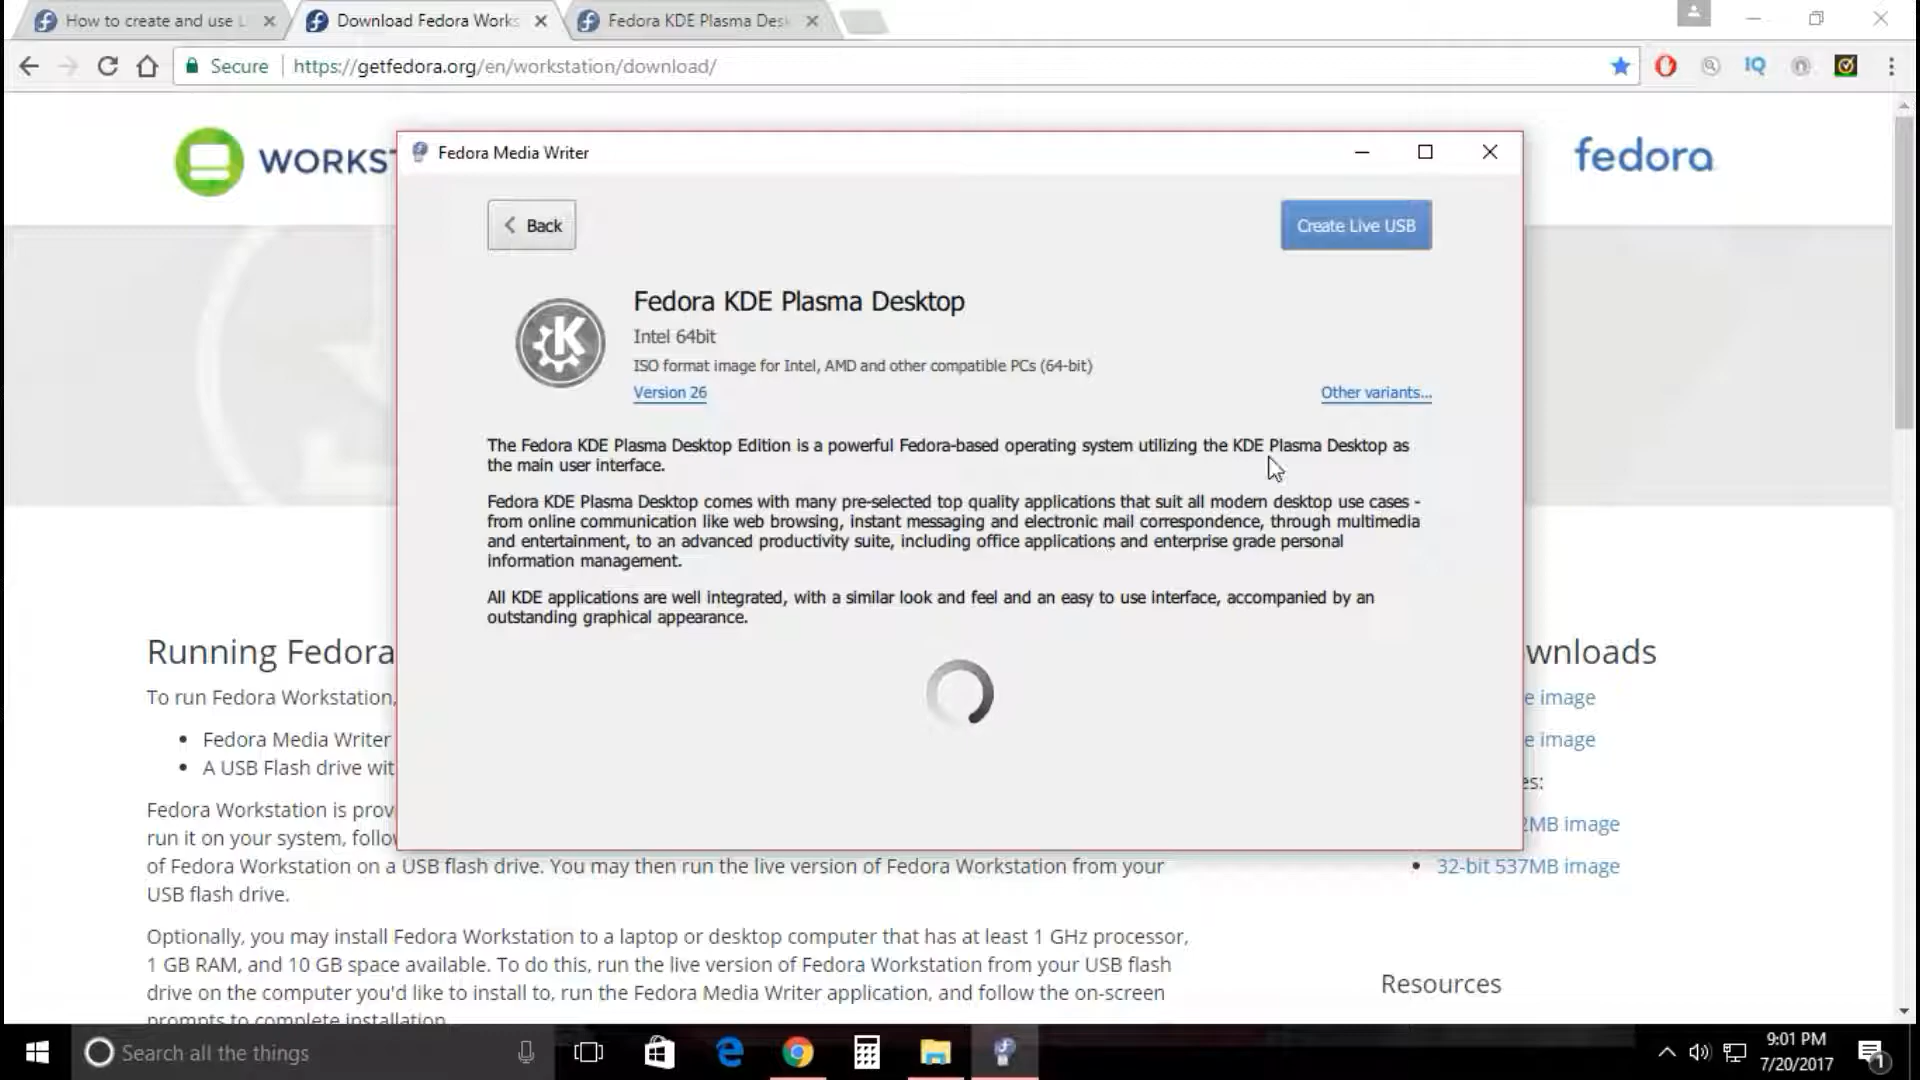 How to create and use L
Download Fedora Works
Fedora KDE Plasma Desk
Secure
https://getfedora.org/en/workstation/download/
IQ
WORKST
fedora
Fedora Media Writer
Back
Create Live USB
Fedora KDE Plasma Desktop
Intel 64bit
ISO format image for Intel, AMD and other compatible PCs (64-bit)
Version 26
Other variants...
The Fedora KDE Plasma Desktop Edition is a powerful Fedora-based operating system utilizing the KDE Plasma Desktop as
the main user interface.
Fedora KDE Plasma Desktop comes with many pre-selected top quality applications that suit all modern desktop use cases -
from online communication like web browsing, instant messaging and electronic mail correspondence, through multimedia
and entertainment, to an advanced productivity suite, including office applications and enterprise grade personal
information management.
All KDE applications are well integrated, with a similar look and feel and an easy to use interface, accompanied by an
outstanding graphical appearance.
Running Fedora
To run Fedora Workstation,
Fedora Media Writer
A USB Flash drive wit
Fedora Workstation is prov
run it on your system, follow
of Fedora Workstation on a USB flash drive. You may then run the live version of Fedora Workstation from your
USB flash drive.
Optionally, you may install Fedora Workstation to a laptop or desktop computer that has at least 1 GHz processor,
1 GB RAM, and 10 GB space available. To do this, run the live version of Fedora Workstation from your USB flash
drive on the computer you'd like to install to, run the Fedora Media Writer application, and follow the on-screen
prompts to complete installation.
wnloads
e image
e image
es:
2MB image
32-bit 537MB image
Resources
Search all the things
9:01 PM
7/20/2017
1